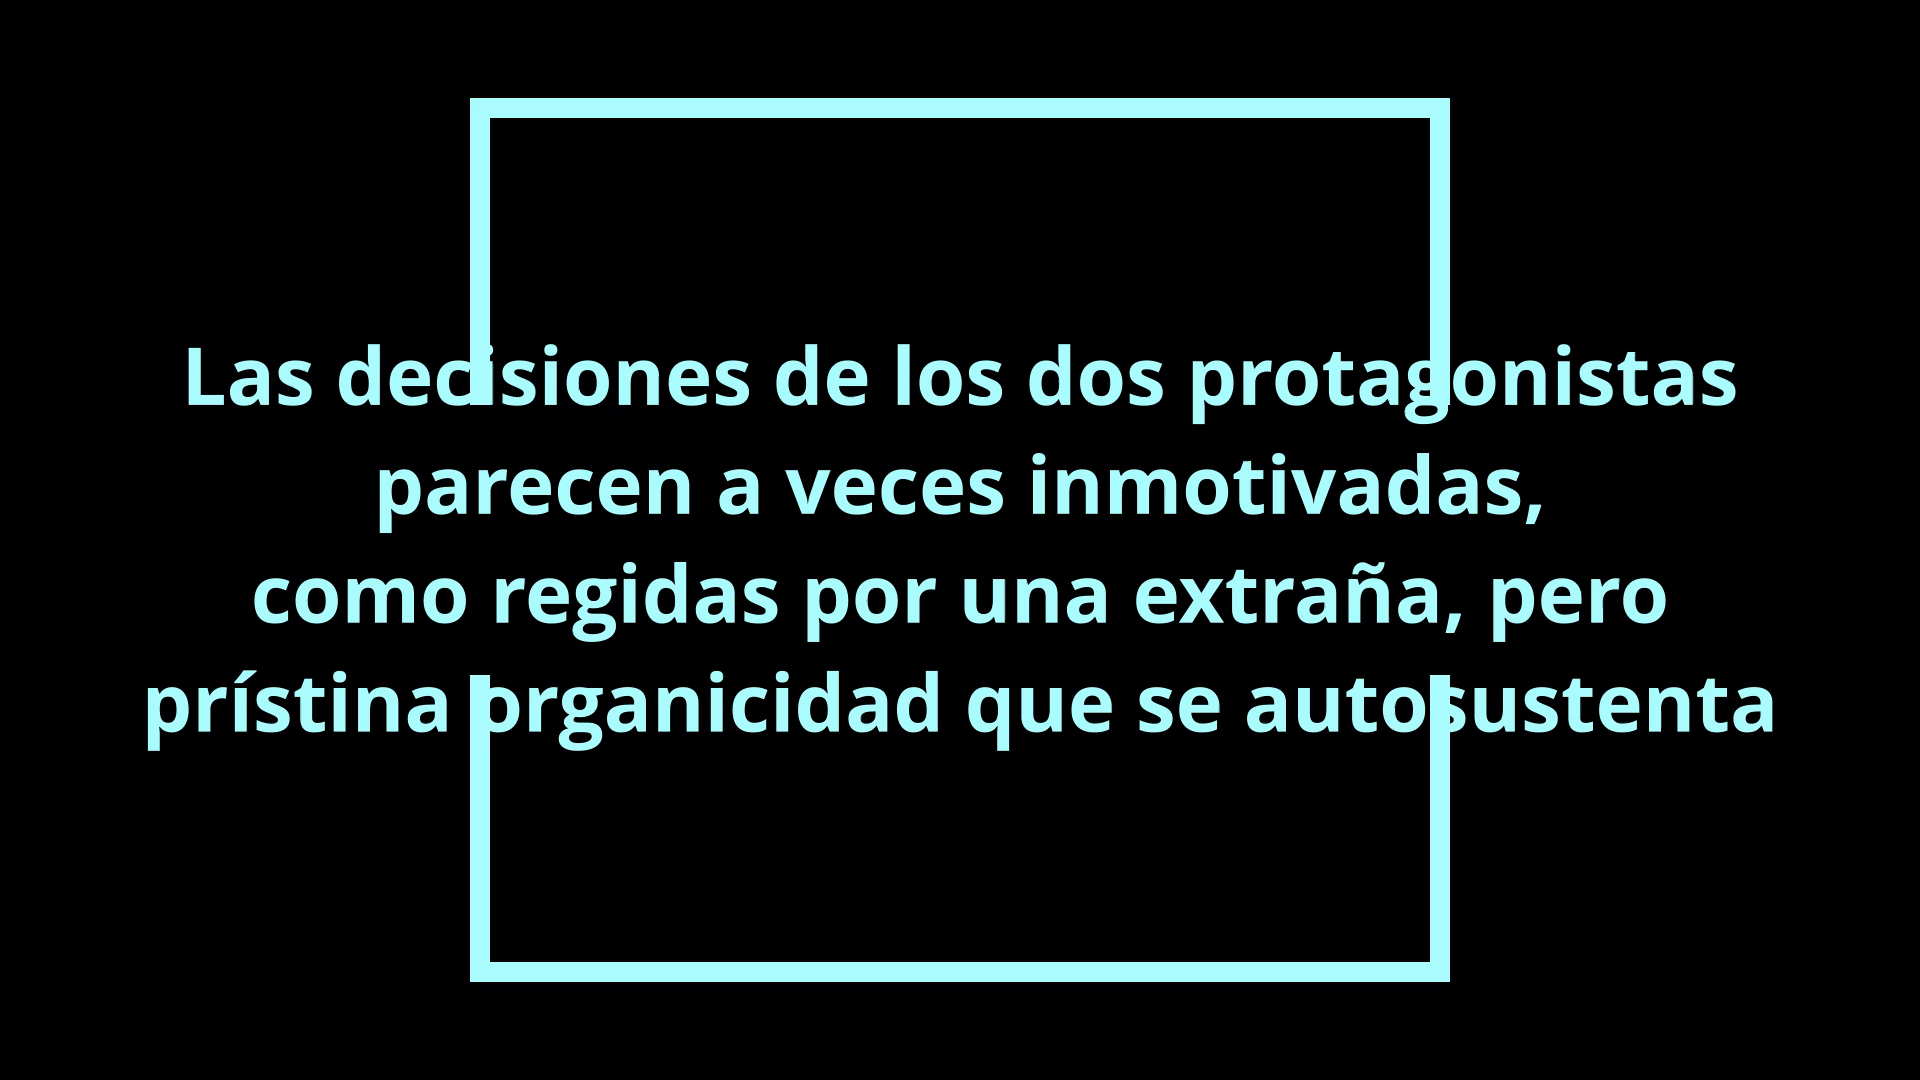 Las decisiones de los dos protagonistas
parecen a veces inmotivadas,
como regidas por una extraña, pero
prístina organicidad que se autosustenta